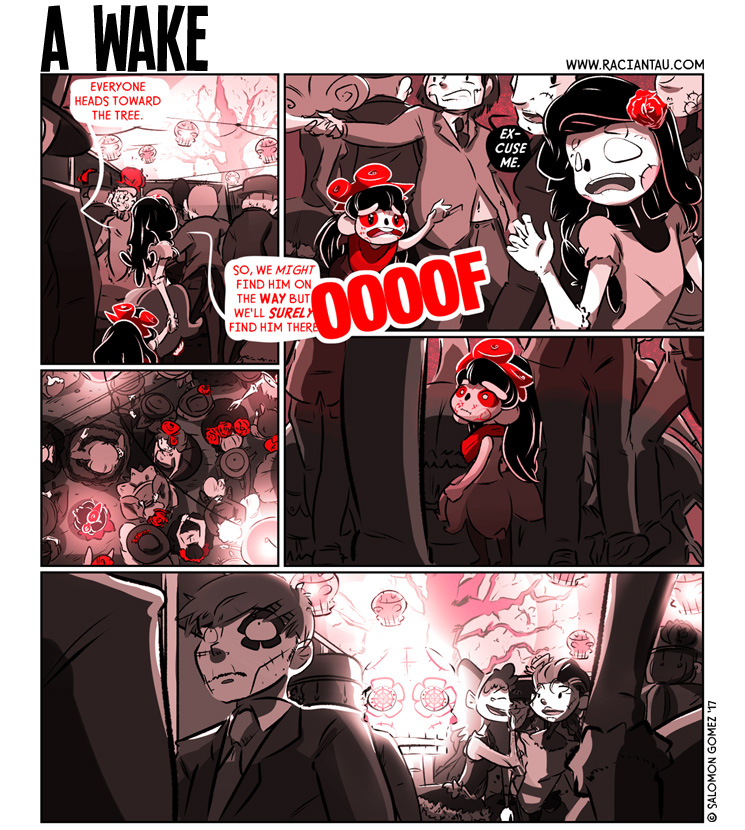 A WAKE
WWW.RACIANTAU.COM
EVERYONE
HEADS TOWARD
THE TREE.
SO, WE MIGHT
FIND HIM ON
THE WAY BUT
WE'LL SURELY
FIND HIM THERE
EX-
CUSE
ME.
OOOOF
© SALOMON GOMEZ '17